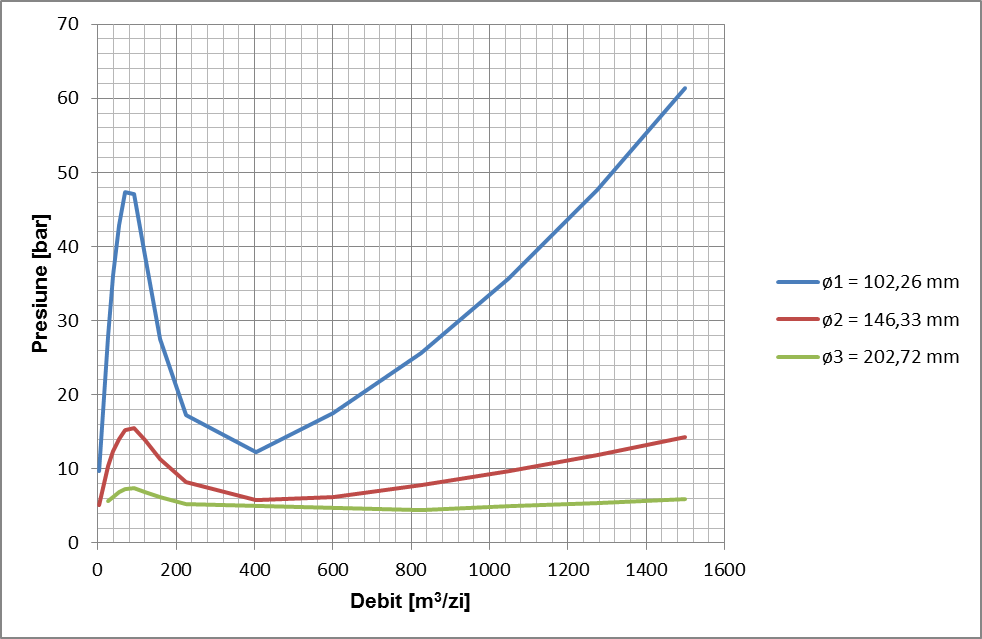 70
60
50
40
30
20
10
0
Presiune [bar]
0 200 400 600 800 1000 1200 1400 1600
Debit [m³/zi]
ø1 = 102,26 mm
ø2 = 146,33 mm
ø3 = 202,72 mm